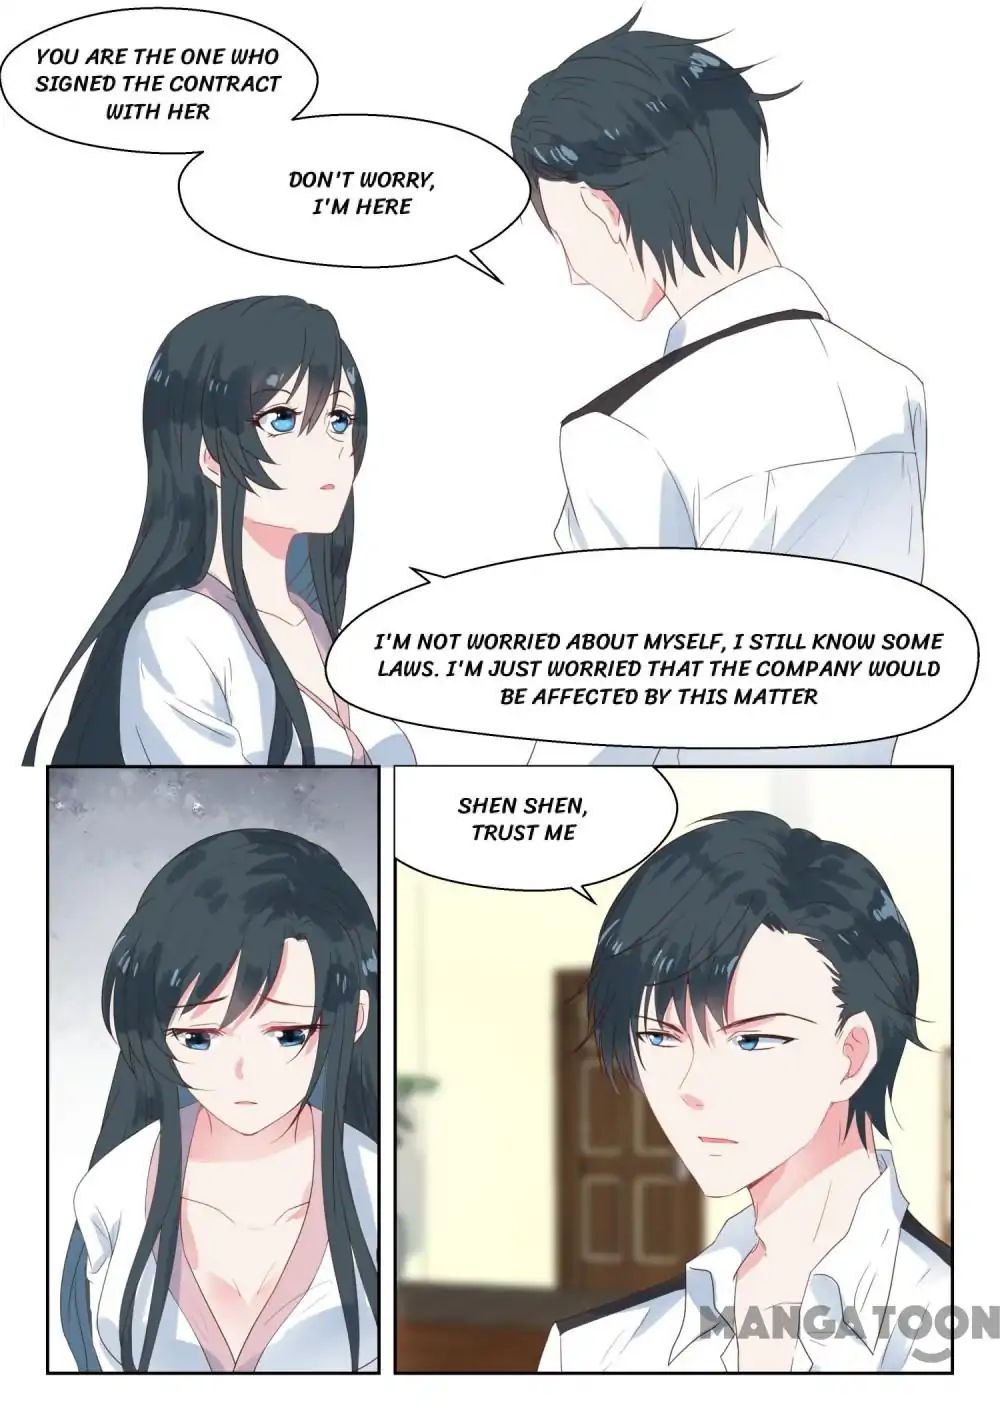 YOU ARE THE ONE WHO
SIGNED THE CONTRACT
WITH HER
DON'T WORRY,
I'M HERE
I'M NOT WORRIED ABOUT MYSELF, I STILL KNOW SOME
LAWS. I'M JUST WORRIED THAT THE COMPANY WOULD
BE AFFECTED BY THIS MATTER
SHEN SHEN,
TRUST ME
MANGATOON